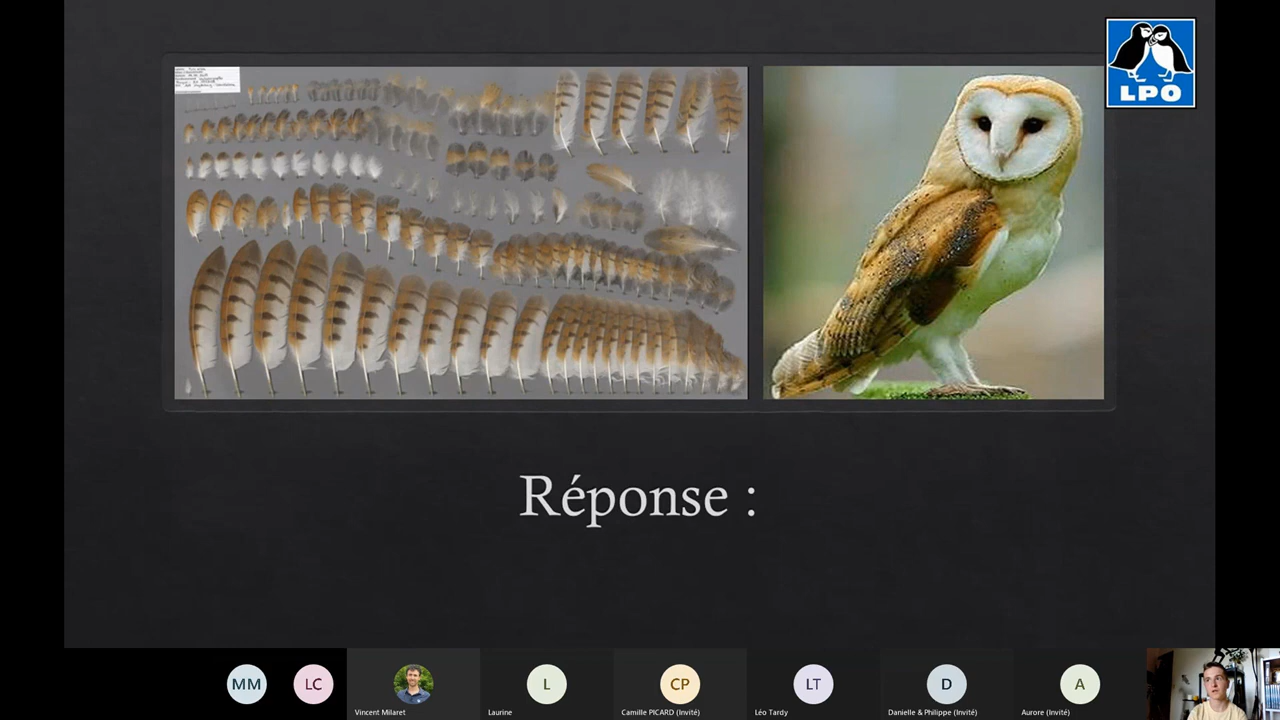 LPO
Réponse :
MM
LC
Vincent Milaret
L
Laurine
CP
Camille PICARD (Invité)
LT
Léo Tardy
D
Danielle & Philippe (Invité)
A
Aurore (Invité)